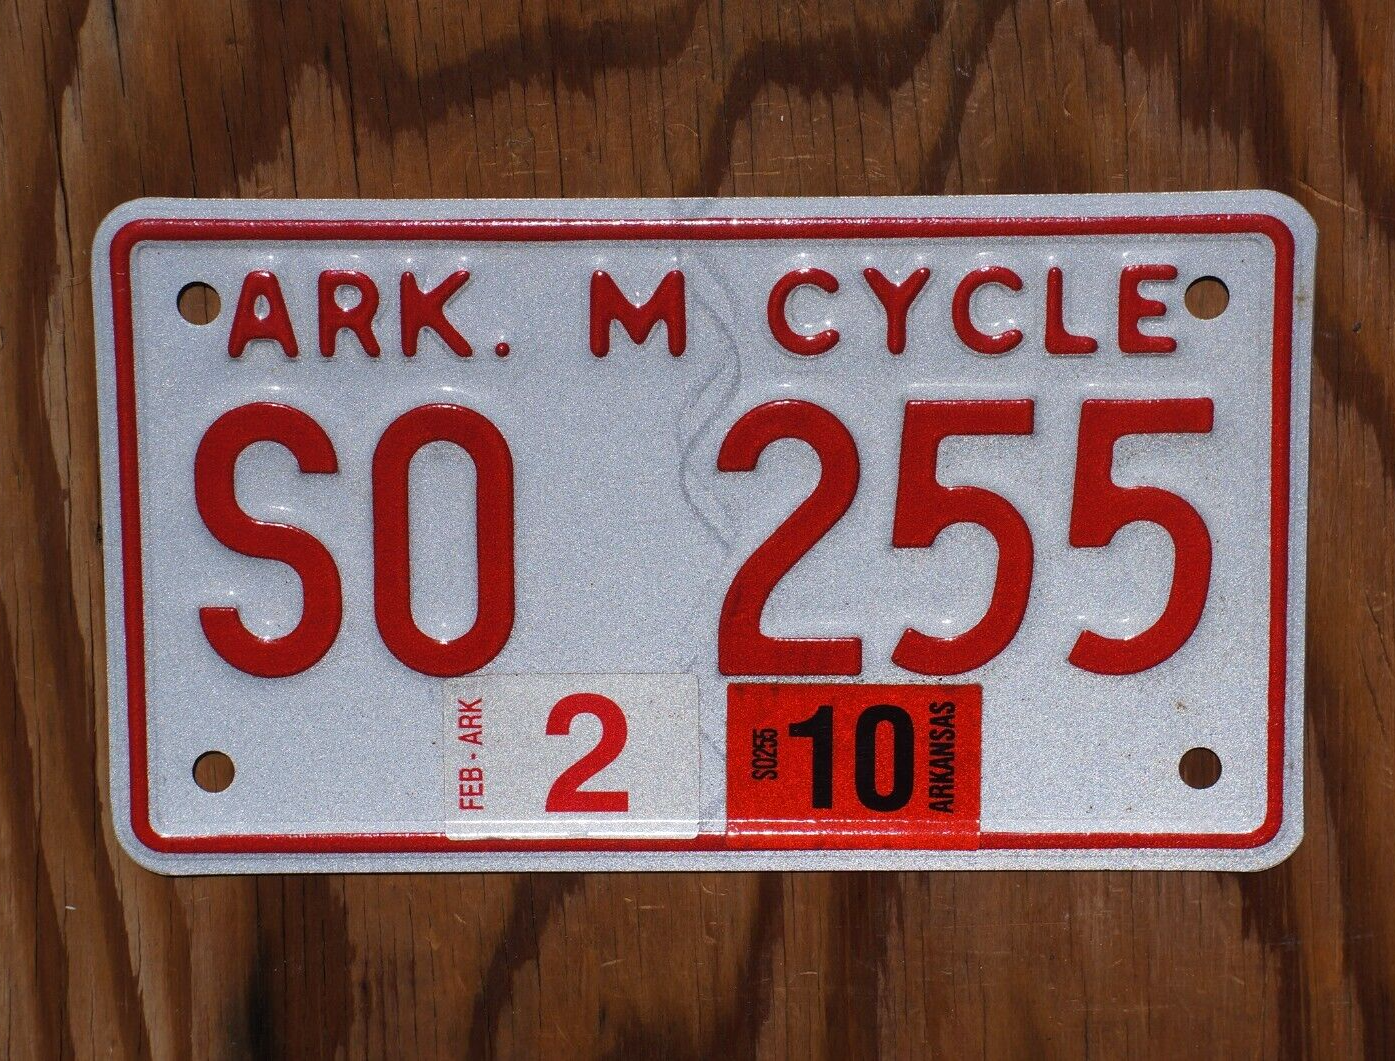 ARK. M CYCLE
SO 255
FEB - ARK 2
SO255 10 ARKANSAS